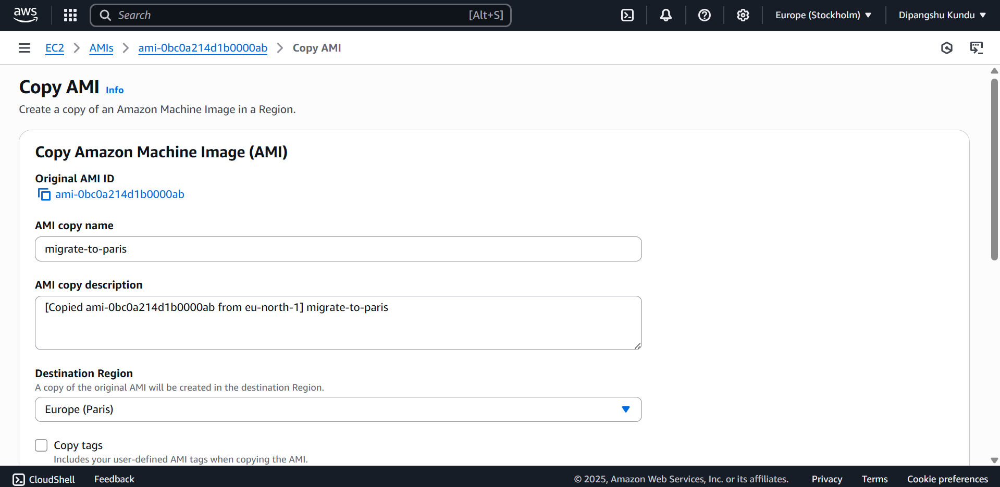 aws
Search [Alt+S]
Europe (Stockholm)
Dipangshu Kundu
EC2 AMIs ami-0bc0a214d1b0000ab Copy AMI
Copy AMI Info
Create a copy of an Amazon Machine Image in a Region.
Copy Amazon Machine Image (AMI)
Original AMI ID
ami-0bc0a214d1b0000ab
AMI copy name
migrate-to-paris
AMI copy description
[Copied ami-0bc0a214d1b0000ab from eu-north-1] migrate-to-paris
Destination Region
A copy of the original AMI will be created in the destination Region.
Europe (Paris)
Copy tags
Includes your user-defined AMI tags when copying the AMI.
CloudShell Feedback © 2025, Amazon Web Services, Inc. or its affiliates. Privacy Terms Cookie preferences